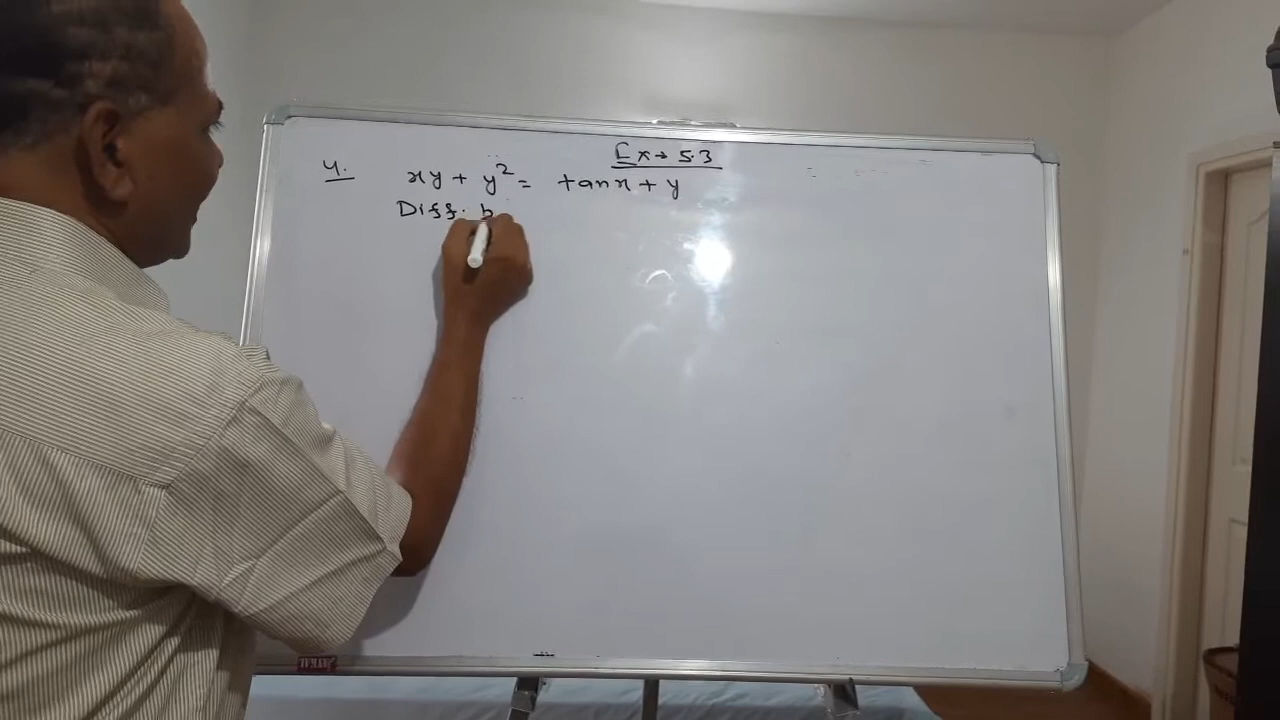 Ex→ 5.3
4. xy + y² = tanx + y
Diff. b